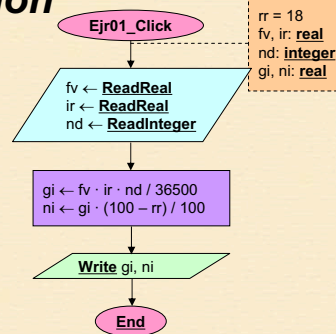 ion
Ejr01_Click
rr = 18
fv, ir: real
nd: integer
gi, ni: real
fv ← ReadReal
ir ← ReadReal
nd ← ReadInteger
gi ← fv · ir · nd / 36500
ni ← gi · (100 – rr) / 100
Write gi, ni
End